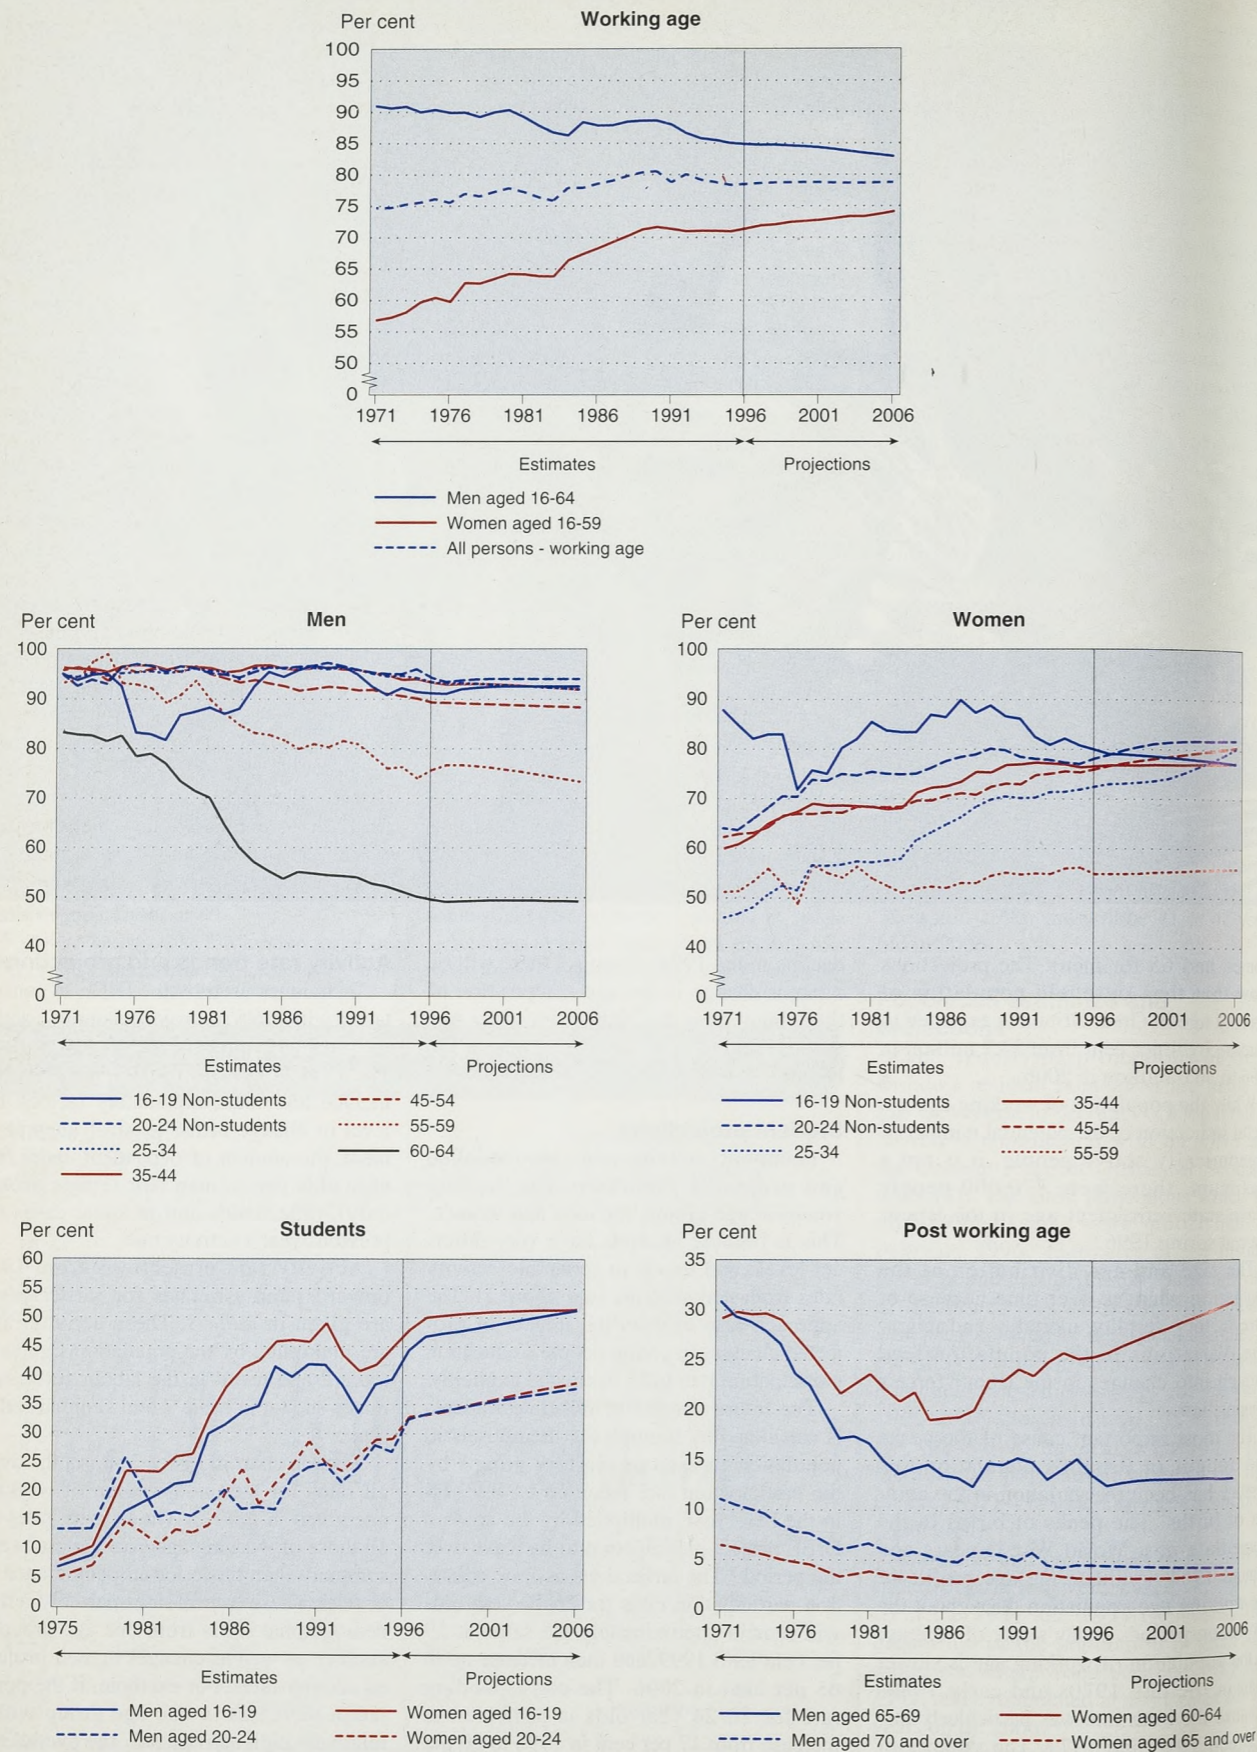 Per cent Working age
100
95
90
85
80
75
70
65
60
55
50
0
1971 1976 1981 1986 1991 1996 2001 2006
Estimates Projections
Men aged 16-64
Women aged 16-59
All persons - working age
Per cent Men
100
90
80
70
60
50
40
0
1971 1976 1981 1986 1991 1996 2001 2006
Estimates Projections
16-19 Non-students 45-54
20-24 Non-students 55-59
25-34 60-64
35-44
Per cent Women
100
90
80
70
60
50
40
0
1971 1976 1981 1986 1991 1996 2001 2006
Estimates Projections
16-19 Non-students 35-44
20-24 Non-students 45-54
25-34 55-59
Per cent Students
60
55
50
45
40
35
30
25
20
15
10
5
0
1975 1981 1986 1991 1996 2001 2006
Estimates Projections
Men aged 16-19 Women aged 16-19
Men aged 20-24 Women aged 20-24
Per cent Post working age
35
30
25
20
15
10
5
0
1971 1976 1981 1986 1991 1996 2001 2006
Estimates Projections
Men aged 65-69 Women aged 60-64
Men aged 70 and over Women aged 65 and over